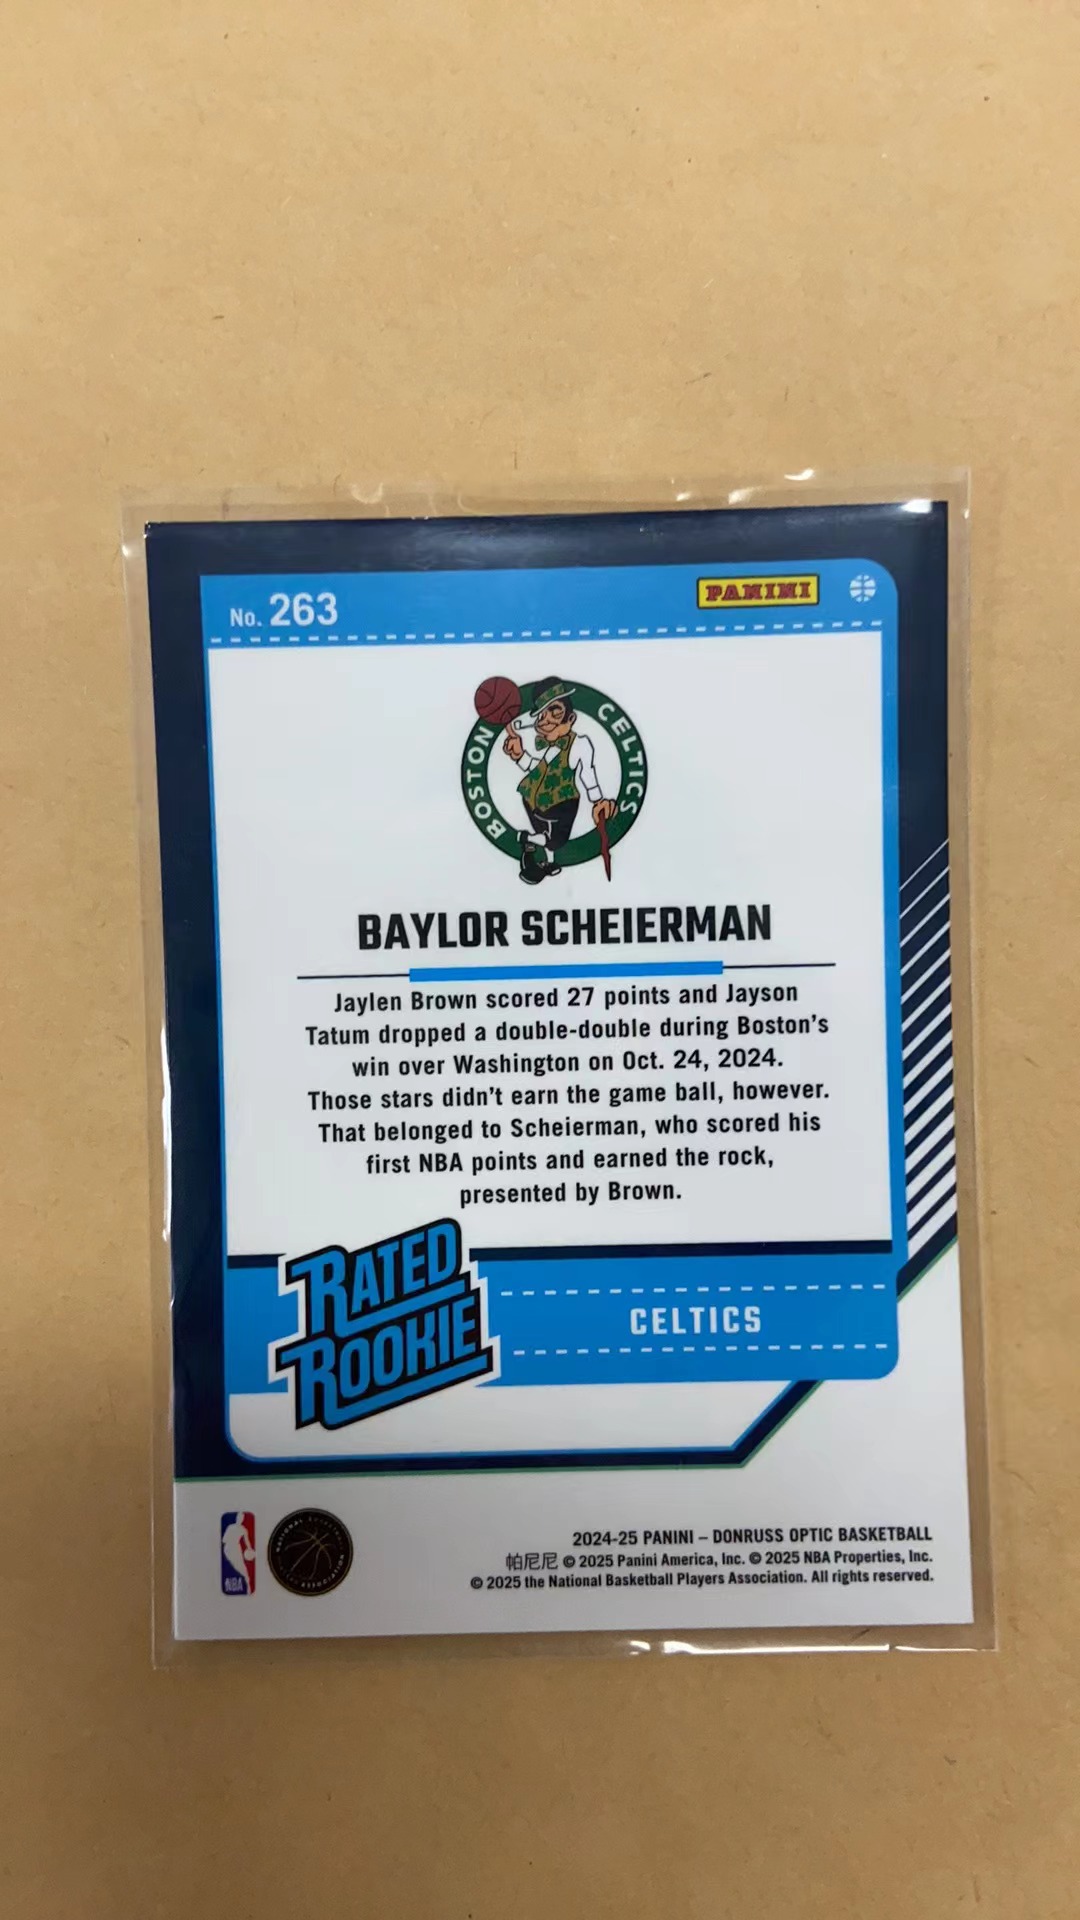 No. 263
PANINI
BOSTON CELTICS
BAYLOR SCHEIERMAN
Jaylen Brown scored 27 points and Jayson
Tatum dropped a double-double during Boston's
win over Washington on Oct. 24, 2024.
Those stars didn't earn the game ball, however.
That belonged to Scheierman, who scored his
first NBA points and earned the rock,
presented by Brown.
RATED
ROOKIE
CELTICS
NBA
2024-25 PANINI – DONRUSS OPTIC BASKETBALL
帕尼尼 © 2025 Panini America, Inc. © 2025 NBA Properties, Inc.
© 2025 the National Basketball Players Association. All rights reserved.